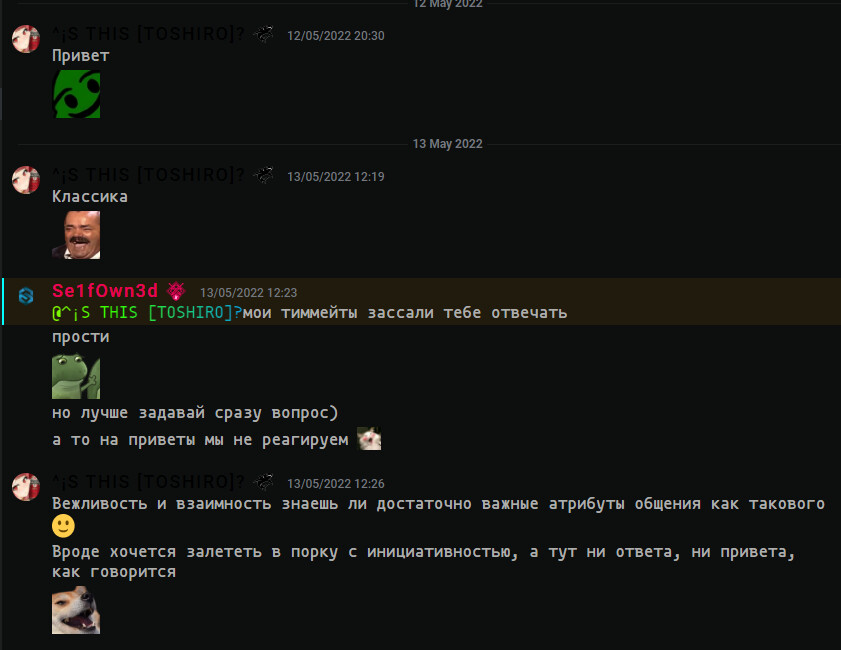 12 May 2022
^¡S THIS [TOSHIRO]? 12/05/2022 20:30
Привет
13 May 2022
^¡S THIS [TOSHIRO]? 13/05/2022 12:19
Классика
Se1fOwn3d 13/05/2022 12:23
@^¡S THIS [TOSHIRO]?мои тиммейты зассали тебе отвечать
прости
но лучше задавай сразу вопрос)
а то на приветы мы не реагируем
^¡S THIS [TOSHIRO]? 13/05/2022 12:26
Вежливость и взаимность знаешь ли достаточно важные атрибуты общения как такового
Вроде хочется залететь в порку с инициативностью, а тут ни ответа, ни привета,
как говорится